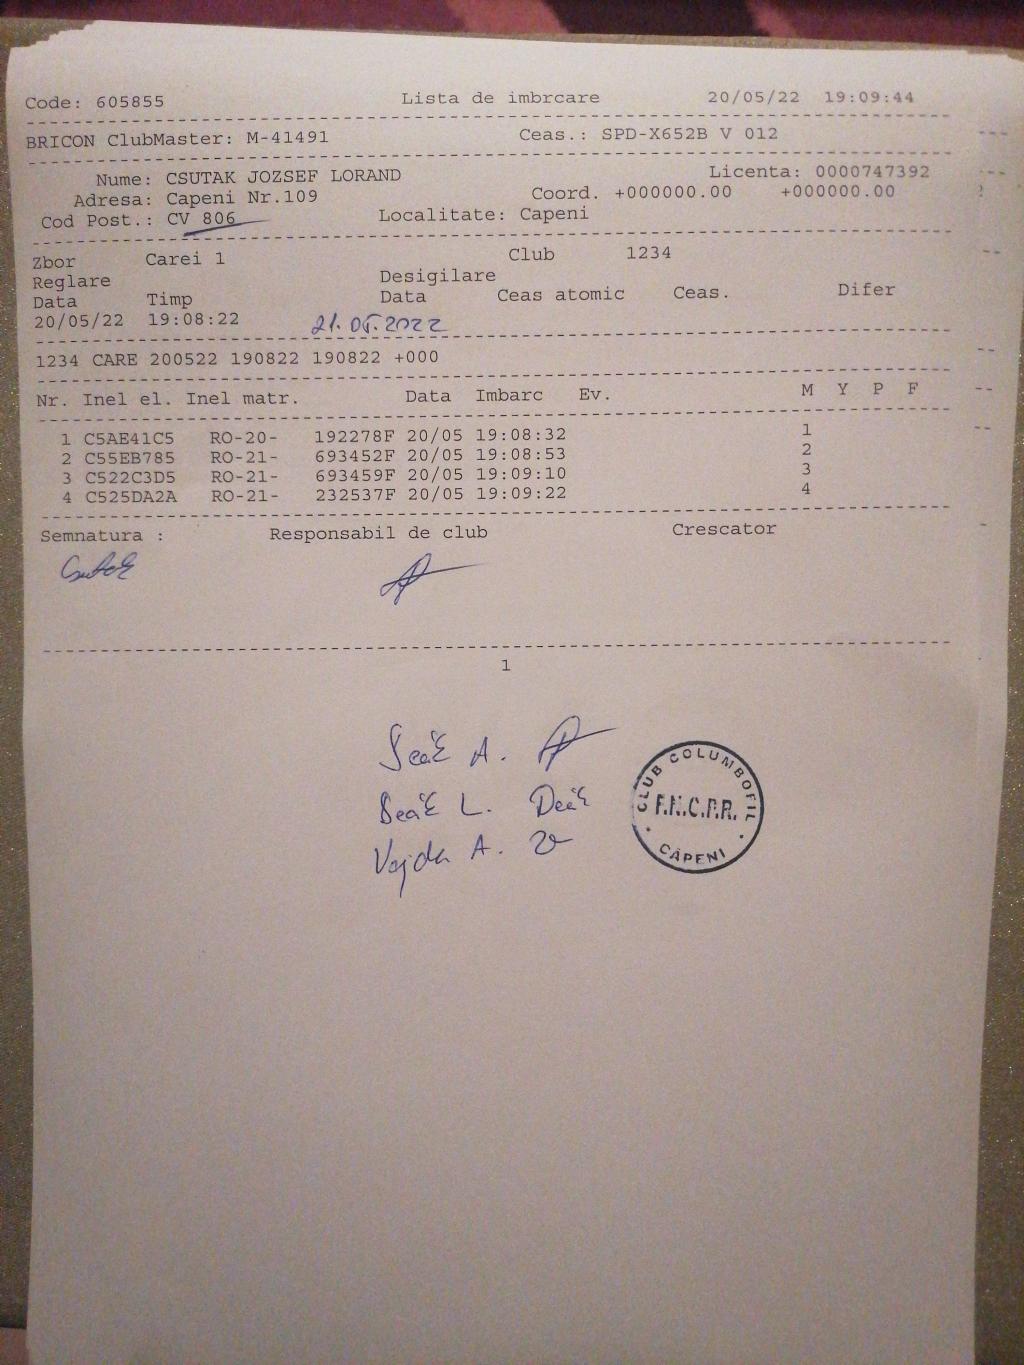 Code: 605855 Lista de imbrcare 20/05/22 19:09:44
BRICON ClubMaster: M-41491 Ceas.: SPD-X652B V 012
Nume: CSUTAK JOZSEF LORAND Licenta: 0000747392
Adresa: Capeni Nr.109 Coord. +000000.00 +000000.00
Cod Post.: CV 806 Localitate: Capeni
Zbor Carei 1 Club 1234
Reglare Desigilare
Data Timp Data Ceas atomic Ceas. Difer
20/05/22 19:08:22 21.05.2022
1234 CARE 200522 190822 190822 +000
Nr. Inel el. Inel matr. Data Imbarc Ev. M Y P F
1 C5AE41C5 RO-20- 192278F 20/05 19:08:32 1
2 C55EB785 RO-21- 693452F 20/05 19:08:53 2
3 C522C3D5 RO-21- 693459F 20/05 19:09:10 3
4 C525DA2A RO-21- 232537F 20/05 19:09:22 4
Semnatura : Responsabil de club Crescator
Csutak
1
A.
L. Deák
Vajda A.
CLUB COLUMBOFIL
F.N.C.P.R.
CĂPENI